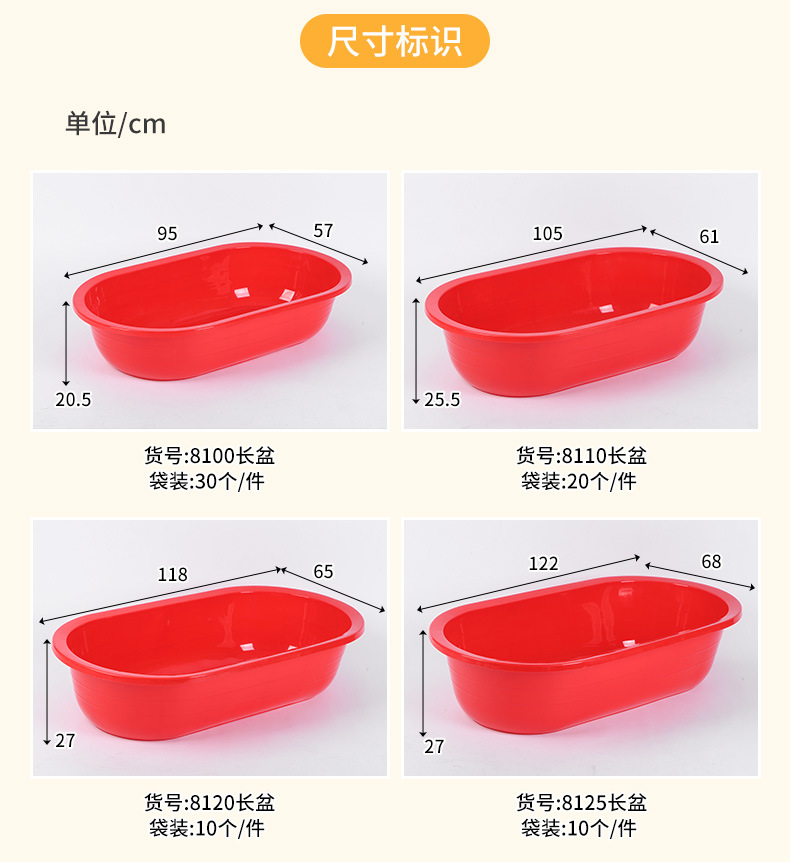 尺寸标识
单位/cm
95
57
20.5
105
61
25.5
货号:8100长盆
袋装:30个/件
货号:8110长盆
袋装:20个/件
118
65
27
122
68
27
货号:8120长盆
袋装:10个/件
货号:8125长盆
袋装:10个/件